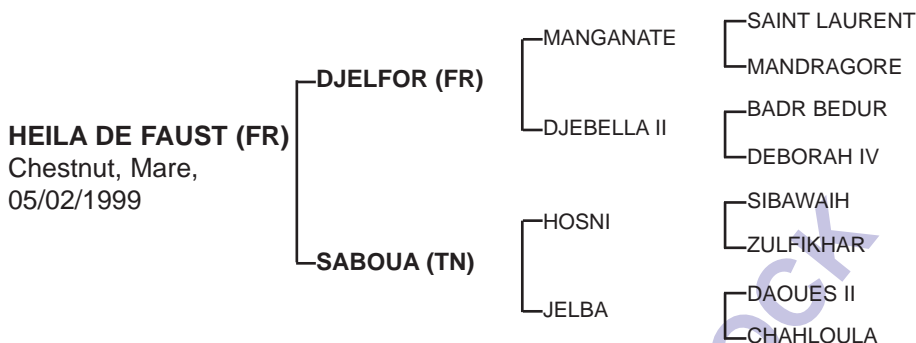 HEILA DE FAUST (FR)
Chestnut, Mare,
05/02/1999
DJELFOR (FR)
SABOUA (TN)
MANGANATE
DJEBELLA II
HOSNI
JELBA
SAINT LAURENT
MANDRAGORE
BADR BEDUR
DEBORAH IV
SIBAWAIH
ZULFIKHAR
DAOUES II
CHAHLOULA
OCK